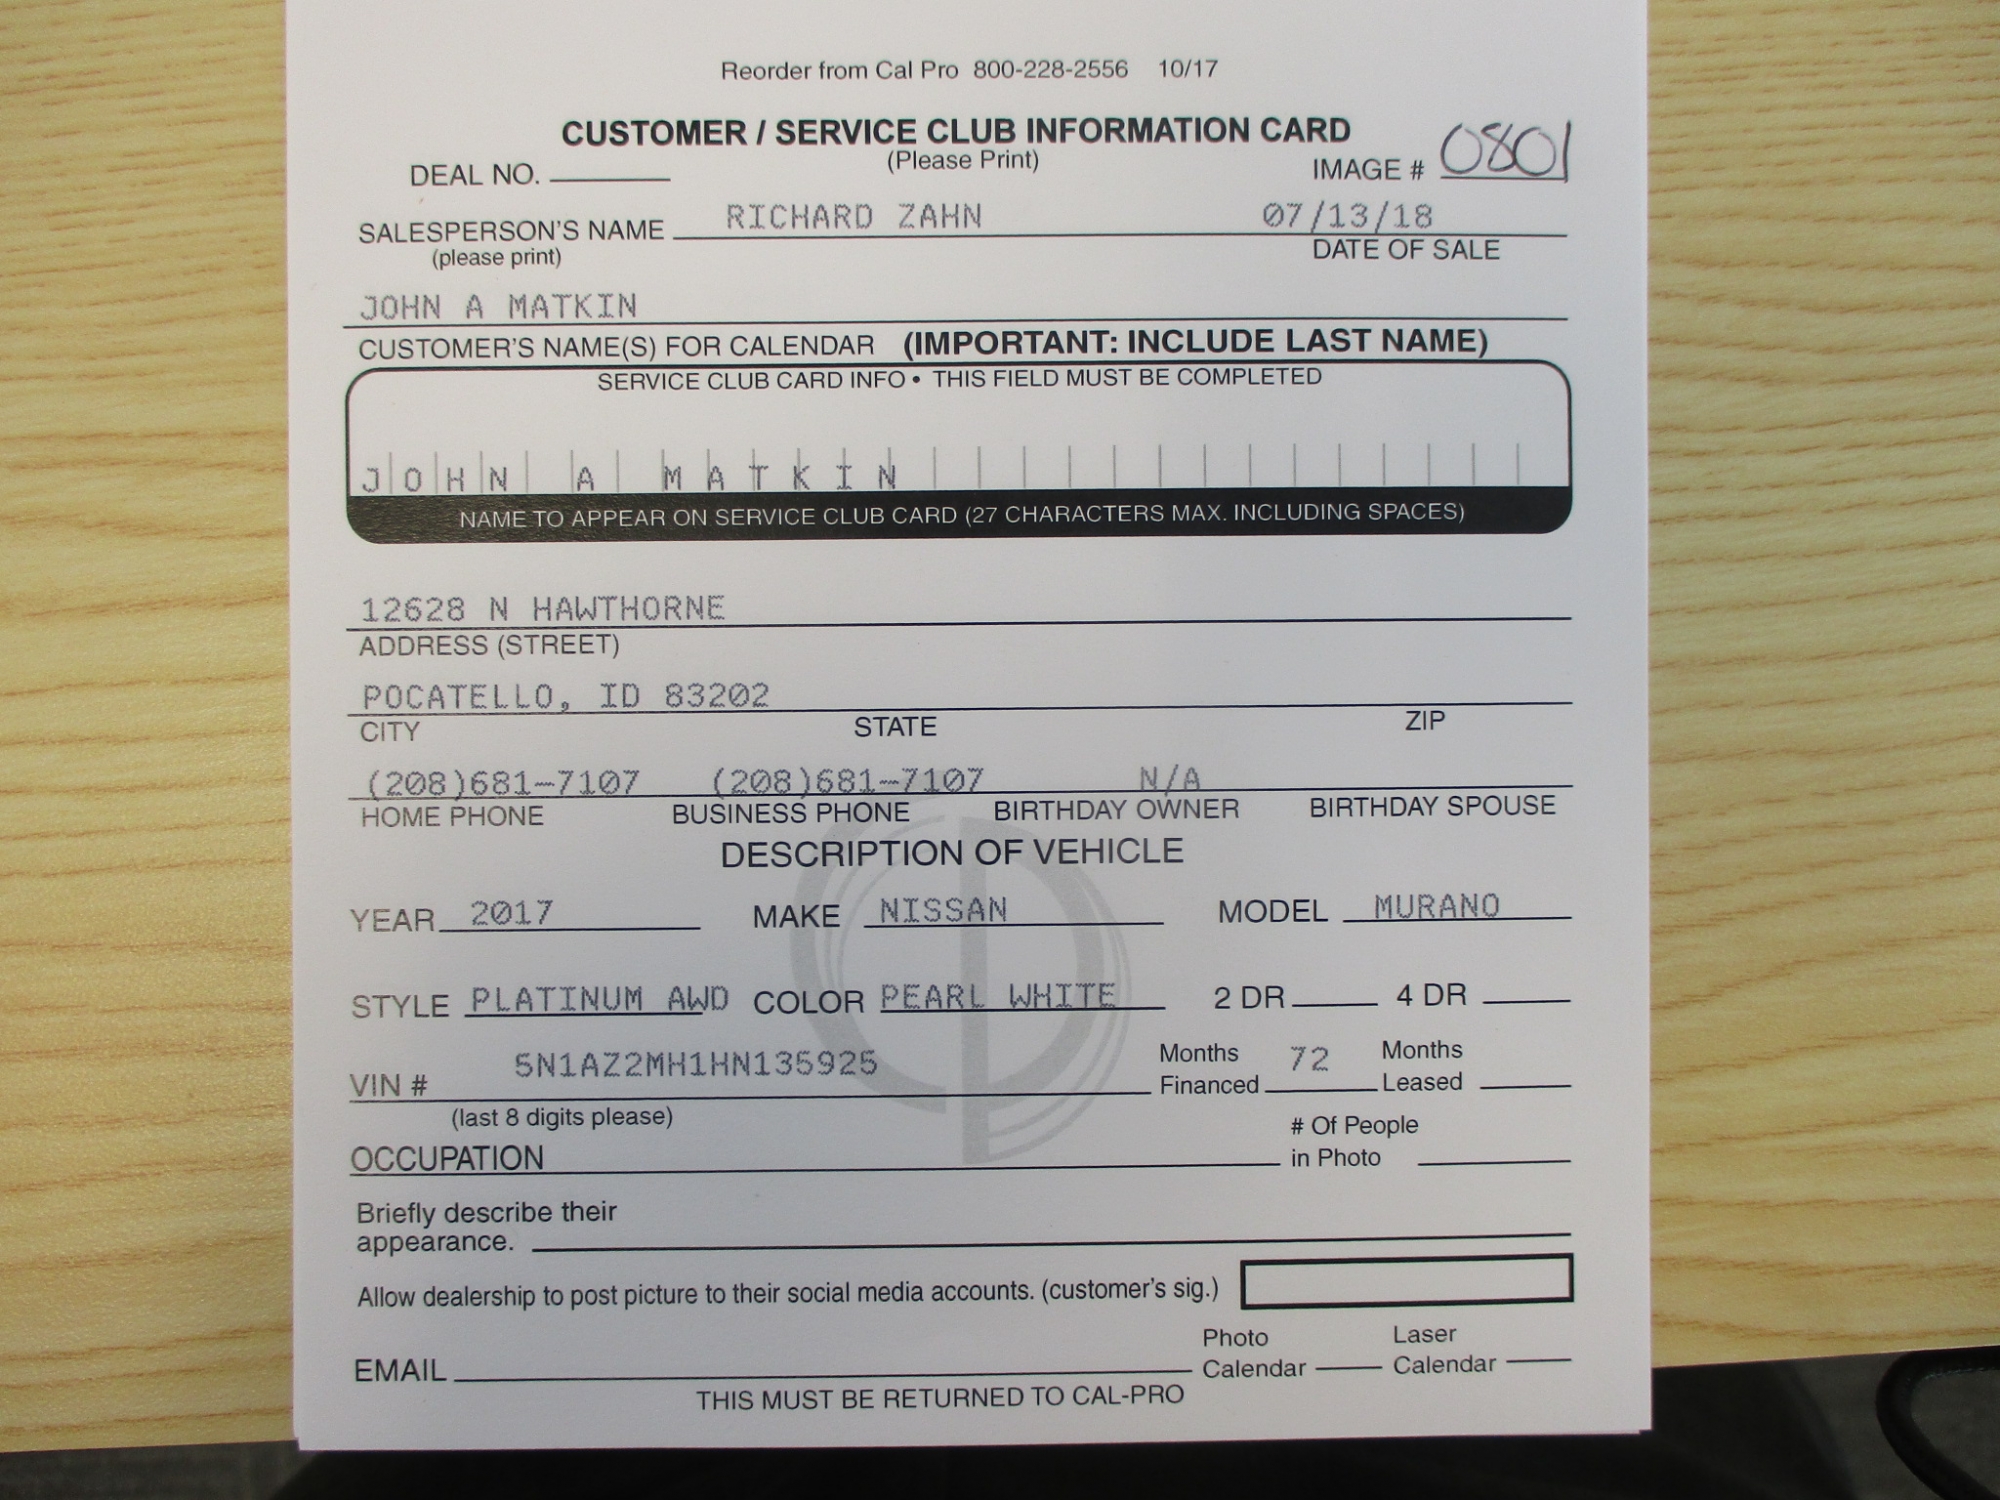 Reorder from Cal Pro 800-228-2556 10/17
CUSTOMER / SERVICE CLUB INFORMATION CARD
(Please Print)
DEAL NO. IMAGE # 0801
SALESPERSON'S NAME RICHARD ZAHN 07/13/18
(please print) DATE OF SALE
JOHN A MATKIN
CUSTOMER'S NAME(S) FOR CALENDAR (IMPORTANT: INCLUDE LAST NAME)
SERVICE CLUB CARD INFO • THIS FIELD MUST BE COMPLETED
JOHN A MATKIN
NAME TO APPEAR ON SERVICE CLUB CARD (27 CHARACTERS MAX. INCLUDING SPACES)
12628 N HAWTHORNE
ADDRESS (STREET)
POCATELLO, ID 83202
CITY STATE ZIP
(208)681-7107 (208)681-7107 N/A
HOME PHONE BUSINESS PHONE BIRTHDAY OWNER BIRTHDAY SPOUSE
DESCRIPTION OF VEHICLE
YEAR 2017 MAKE NISSAN MODEL MURANO
STYLE PLATINUM AWD COLOR PEARL WHITE 2 DR 4 DR
VIN # 5N1AZ2MH1HN135925 Months Financed 72 Months Leased
(last 8 digits please)
OCCUPATION # Of People in Photo
Briefly describe their
appearance.
Allow dealership to post picture to their social media accounts. (customer's sig.)
EMAIL Photo Calendar Laser Calendar
THIS MUST BE RETURNED TO CAL-PRO